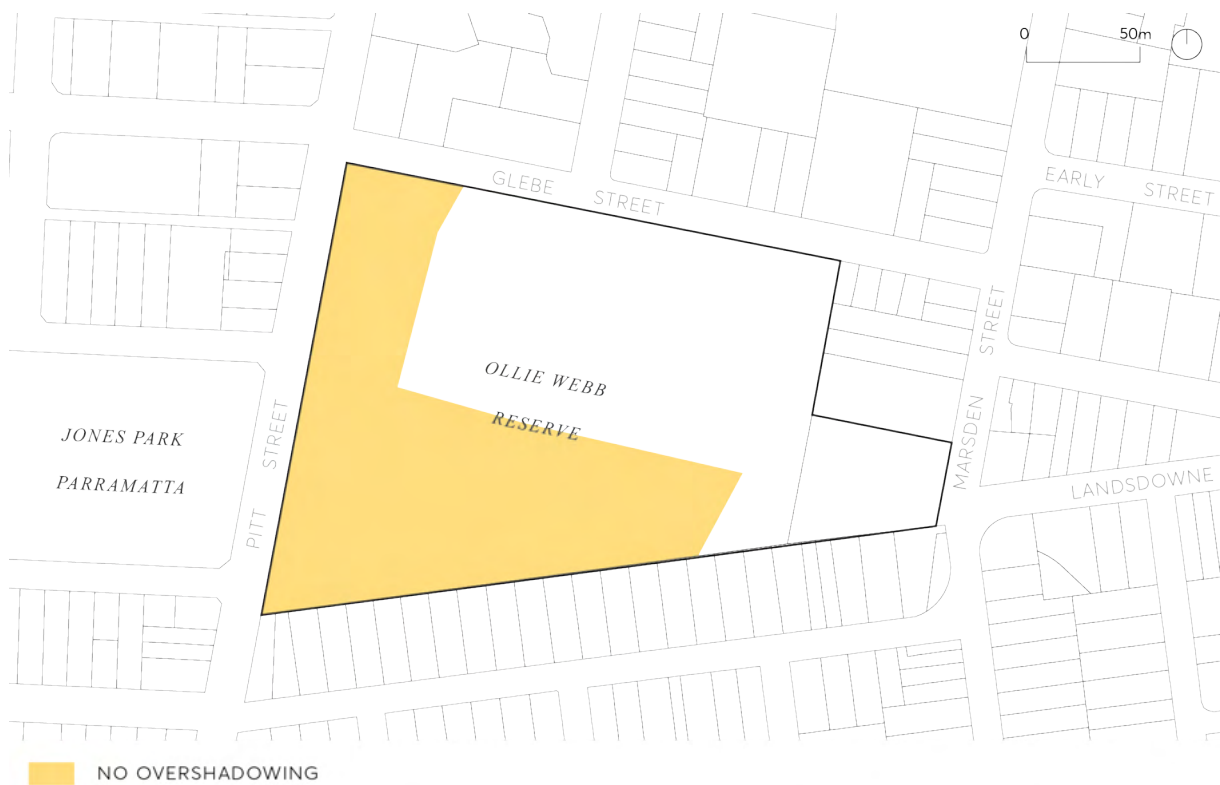 0 50m
GLEBE STREET
EARLY STREET
OLLIE WEBB
RESERVE
JONES PARK
PARRAMATTA
PITT STREET
MARSDEN STREET
LANDSDOWNE
NO OVERSHADOWING